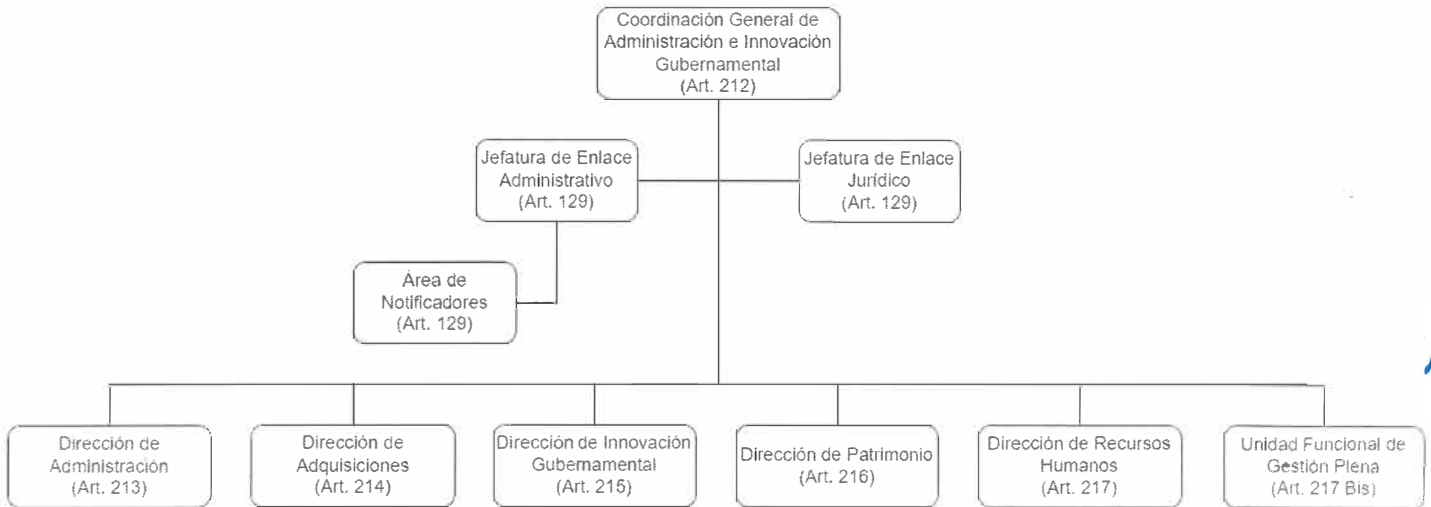 Coordinación General de
Administración e Innovación
Gubernamental
(Art. 212)
Jefatura de Enlace
Administrativo
(Art. 129)
Jefatura de Enlace
Jurídico
(Art. 129)
Área de
Notificadores
(Art. 129)
Dirección de
Administración
(Art. 213)
Dirección de
Adquisiciones
(Art. 214)
Dirección de Innovación
Gubernamental
(Art. 215)
Dirección de Patrimonio
(Art. 216)
Dirección de Recursos
Humanos
(Art. 217)
Unidad Funcional de
Gestión Plena
(Art. 217 Bis)